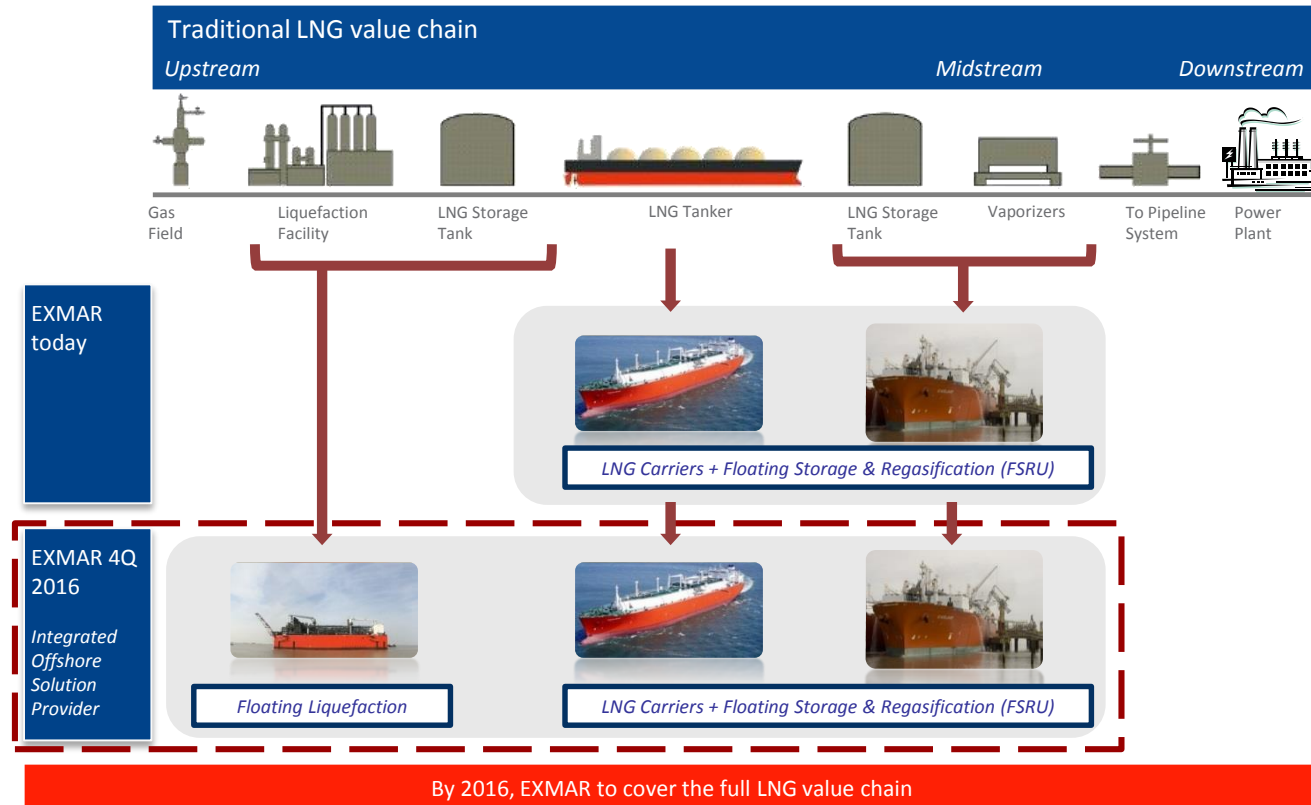 Traditional LNG value chain
Upstream
Midstream
Downstream
Gas
Field
Liquefaction
Facility
LNG Storage
Tank
LNG Tanker
LNG Storage
Tank
Vaporizers
To Pipeline
System
Power
Plant
EXMAR
today
LNG Carriers + Floating Storage & Regasification (FSRU)
EXMAR 4Q
2016
Integrated
Offshore
Solution
Provider
Floating Liquefaction
LNG Carriers + Floating Storage & Regasification (FSRU)
By 2016, EXMAR to cover the full LNG value chain